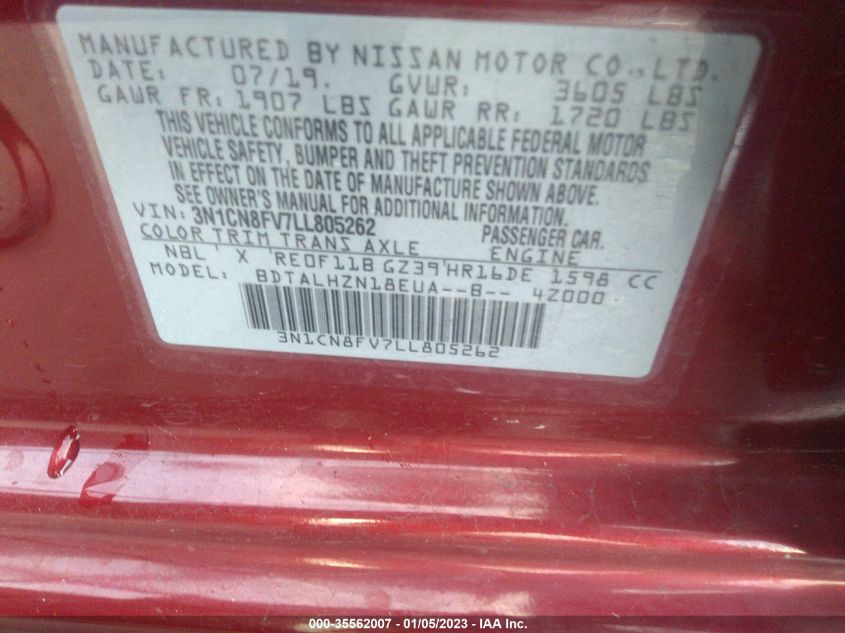 MANUFACTURED BY NISSAN MOTOR CO., LTD.
DATE: 07/19. GVWR: 3605 LBS
GAWR FR: 1907 LBS GAWR RR: 1720 LBS
THIS VEHICLE CONFORMS TO ALL APPLICABLE FEDERAL MOTOR
VEHICLE SAFETY, BUMPER AND THEFT PREVENTION STANDARDS
IN EFFECT ON THE DATE OF MANUFACTURE SHOWN ABOVE.
SEE OWNER'S MANUAL FOR ADDITIONAL INFORMATION.
VIN: 3N1CN8FV7LL805262 PASSENGER CAR.
COLOR TRIM TRANS AXLE ENGINE
NBL ' X ' RE0F11B GZ39'HR16DE 1598 CC
MODEL: BDTALHZN18EUA--B-- 4Z000
3N1CN8FV7LL805262
000-35562007 - 01/05/2023 - IAA Inc.